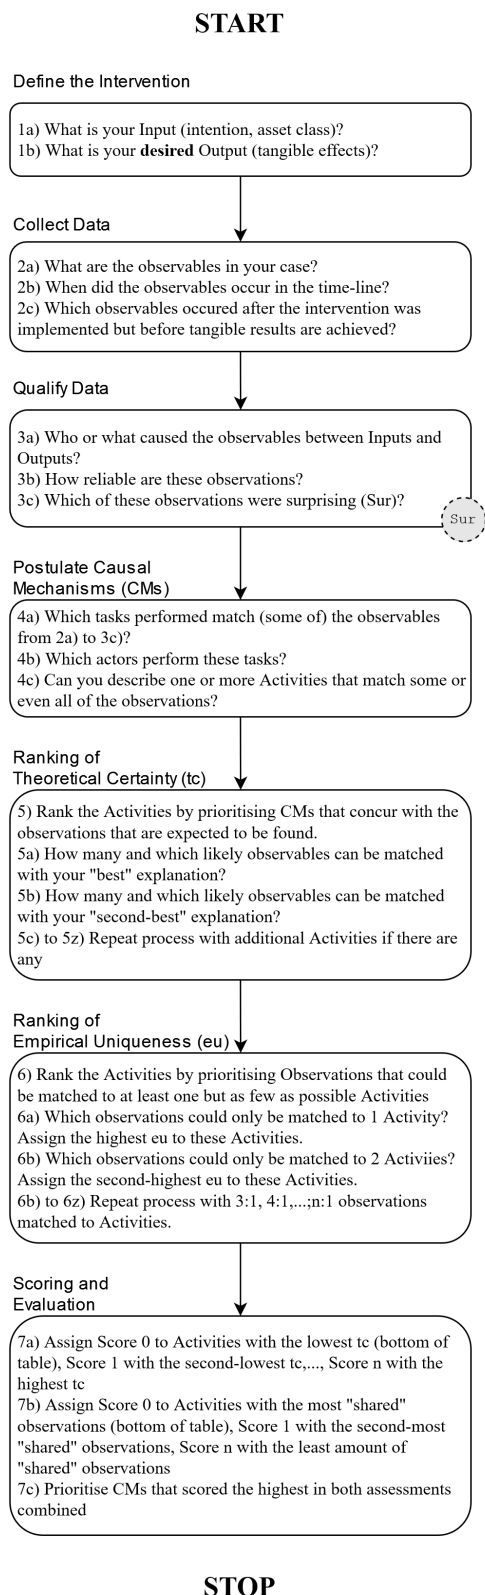 START
Define the Intervention
1a) What is your Input (intention, asset class)?
1b) What is your desired Output (tangible effects)?
Collect Data
2a) What are the observables in your case?
2b) When did the observables occur in the time-line?
2c) Which observables occured after the intervention was
implemented but before tangible results are achieved?
Qualify Data
3a) Who or what caused the observables between Inputs and
Outputs?
3b) How reliable are these observations?
3c) Which of these observations were surprising (Sur)?
Sur
Postulate Causal
Mechanisms (CMs)
4a) Which tasks performed match (some of) the observables
from 2a) to 3c)?
4b) Which actors perform these tasks?
4c) Can you describe one or more Activities that match some or
even all of the observations?
Ranking of
Theoretical Certainty (tc)
5) Rank the Activities by prioritising CMs that concur with the
observations that are expected to be found.
5a) How many and which likely observables can be matched
with your "best" explanation?
5b) How many and which likely observables can be matched
with your "second-best" explanation?
5c) to 5z) Repeat process with additional Activities if there are
any
Ranking of
Empirical Uniqueness (eu)
6) Rank the Activities by prioritising Observations that could
be matched to at least one but as few as possible Activities
6a) Which observations could only be matched to 1 Activity?
Assign the highest eu to these Activities.
6b) Which observations could only be matched to 2 Activiies?
Assign the second-highest eu to these Activities.
6b) to 6z) Repeat process with 3:1, 4:1,...;n:1 observations
matched to Activities.
Scoring and
Evaluation
7a) Assign Score 0 to Activities with the lowest tc (bottom of
table), Score 1 with the second-lowest tc,..., Score n with the
highest tc
7b) Assign Score 0 to Activities with the most "shared"
observations (bottom of table), Score 1 with the second-most
"shared" observations, Score n with the least amount of
"shared" observations
7c) Prioritise CMs that scored the highest in both assessments
combined
STOP